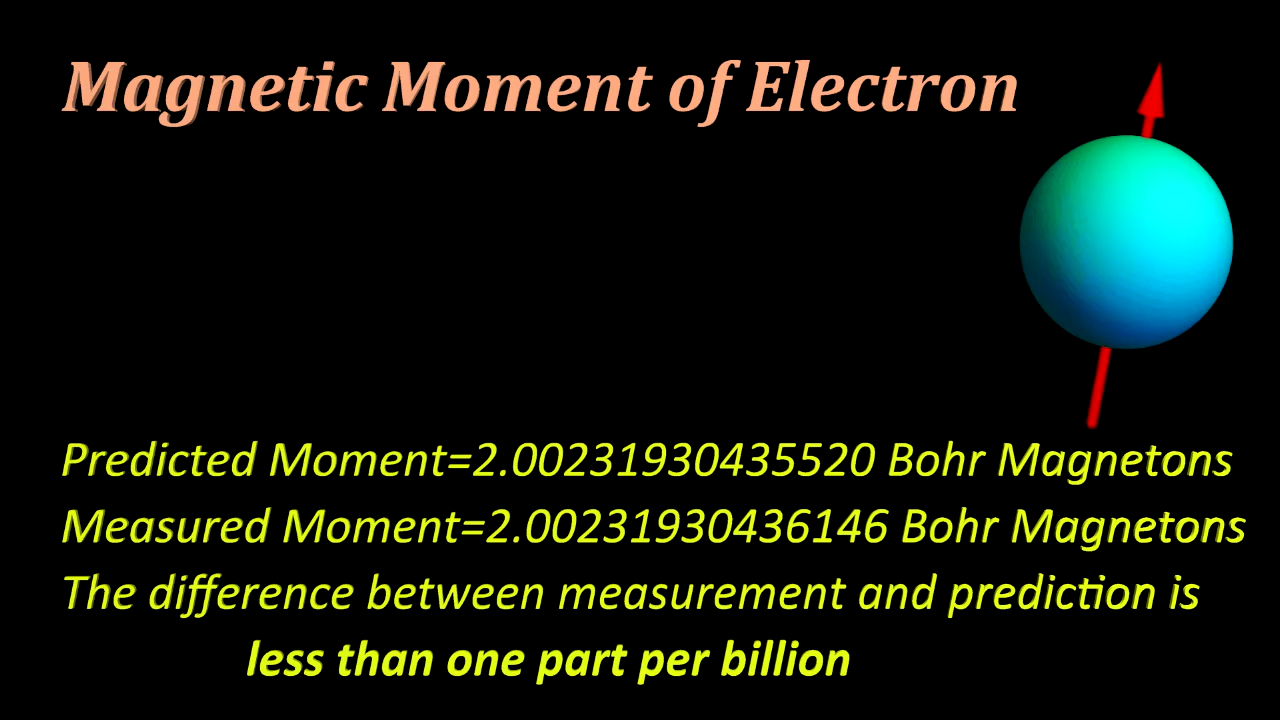 Magnetic Moment of Electron
Predicted Moment=2.00231930435520 Bohr Magnetons
Measured Moment=2.00231930436146 Bohr Magnetons
The difference between measurement and prediction is
less than one part per billion